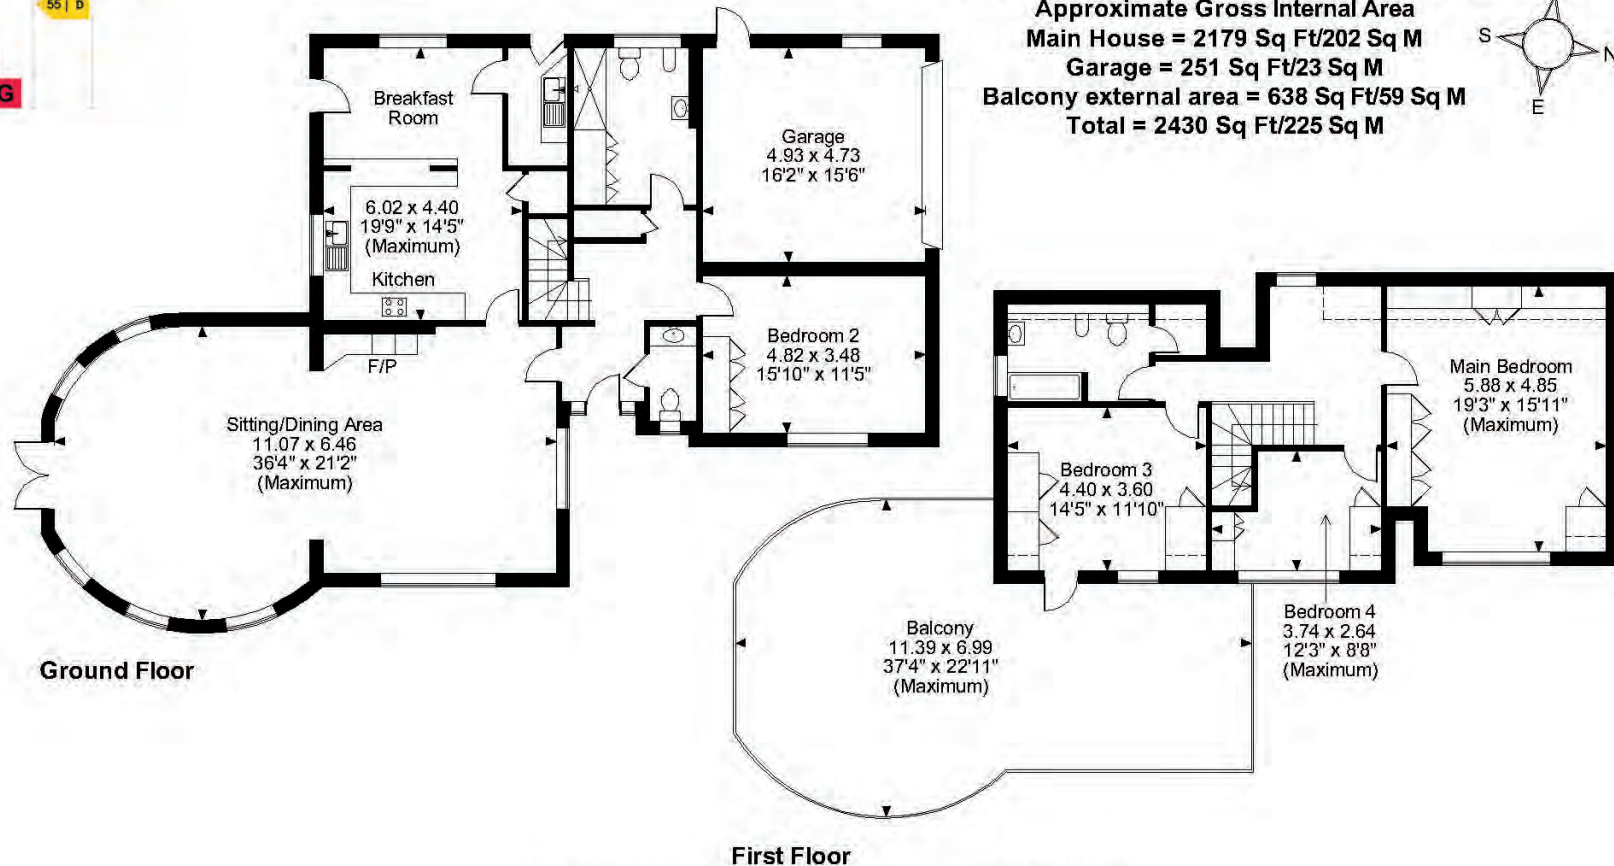 55 | D
G
Approximate Gross Internal Area
Main House = 2179 Sq Ft/202 Sq M
Garage = 251 Sq Ft/23 Sq M
Balcony external area = 638 Sq Ft/59 Sq M
Total = 2430 Sq Ft/225 Sq M
S
N
E
Breakfast
Room
6.02 x 4.40
19'9" x 14'5"
(Maximum)
Kitchen
Garage
4.93 x 4.73
16'2" x 15'6"
Bedroom 2
4.82 x 3.48
15'10" x 11'5"
F/P
Sitting/Dining Area
11.07 x 6.46
36'4" x 21'2"
(Maximum)
Ground Floor
Main Bedroom
5.88 x 4.85
19'3" x 15'11"
(Maximum)
Bedroom 3
4.40 x 3.60
14'5" x 11'10"
Bedroom 4
3.74 x 2.64
12'3" x 8'8"
(Maximum)
Balcony
11.39 x 6.99
37'4" x 22'11"
(Maximum)
First Floor